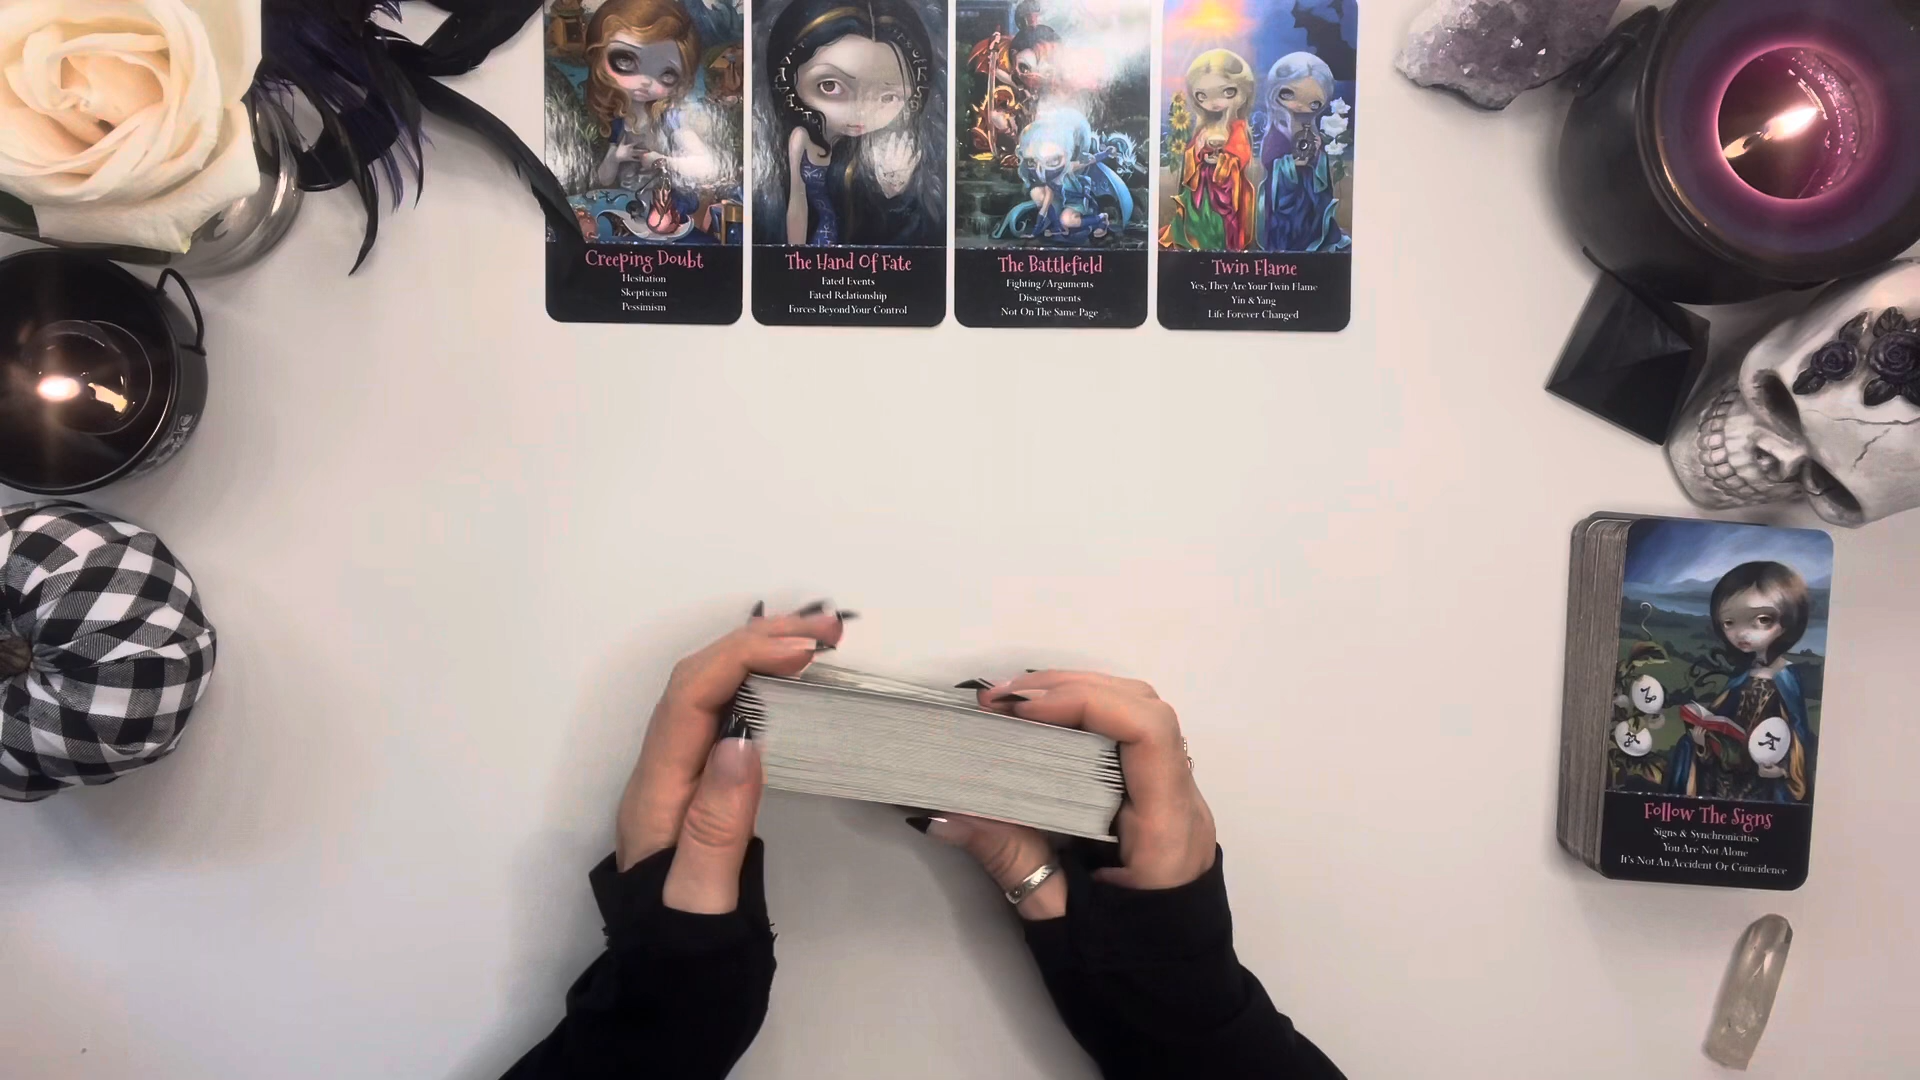 Creeping Doubt
Hesitation
Skepticism
Pessimism
The Hand Of Fate
Fated Events
Fated Relationship
Forces Beyond Your Control
The Battlefield
Fighting/Arguments
Disagreements
Not On The Same Page
Twin Flame
Yes, They Are Your Twin Flame
Yin & Yang
Life Forever Changed
Follow The Signs
Signs & Synchronicities
You Are Not Alone
It's Not An Accident Or Coincidence